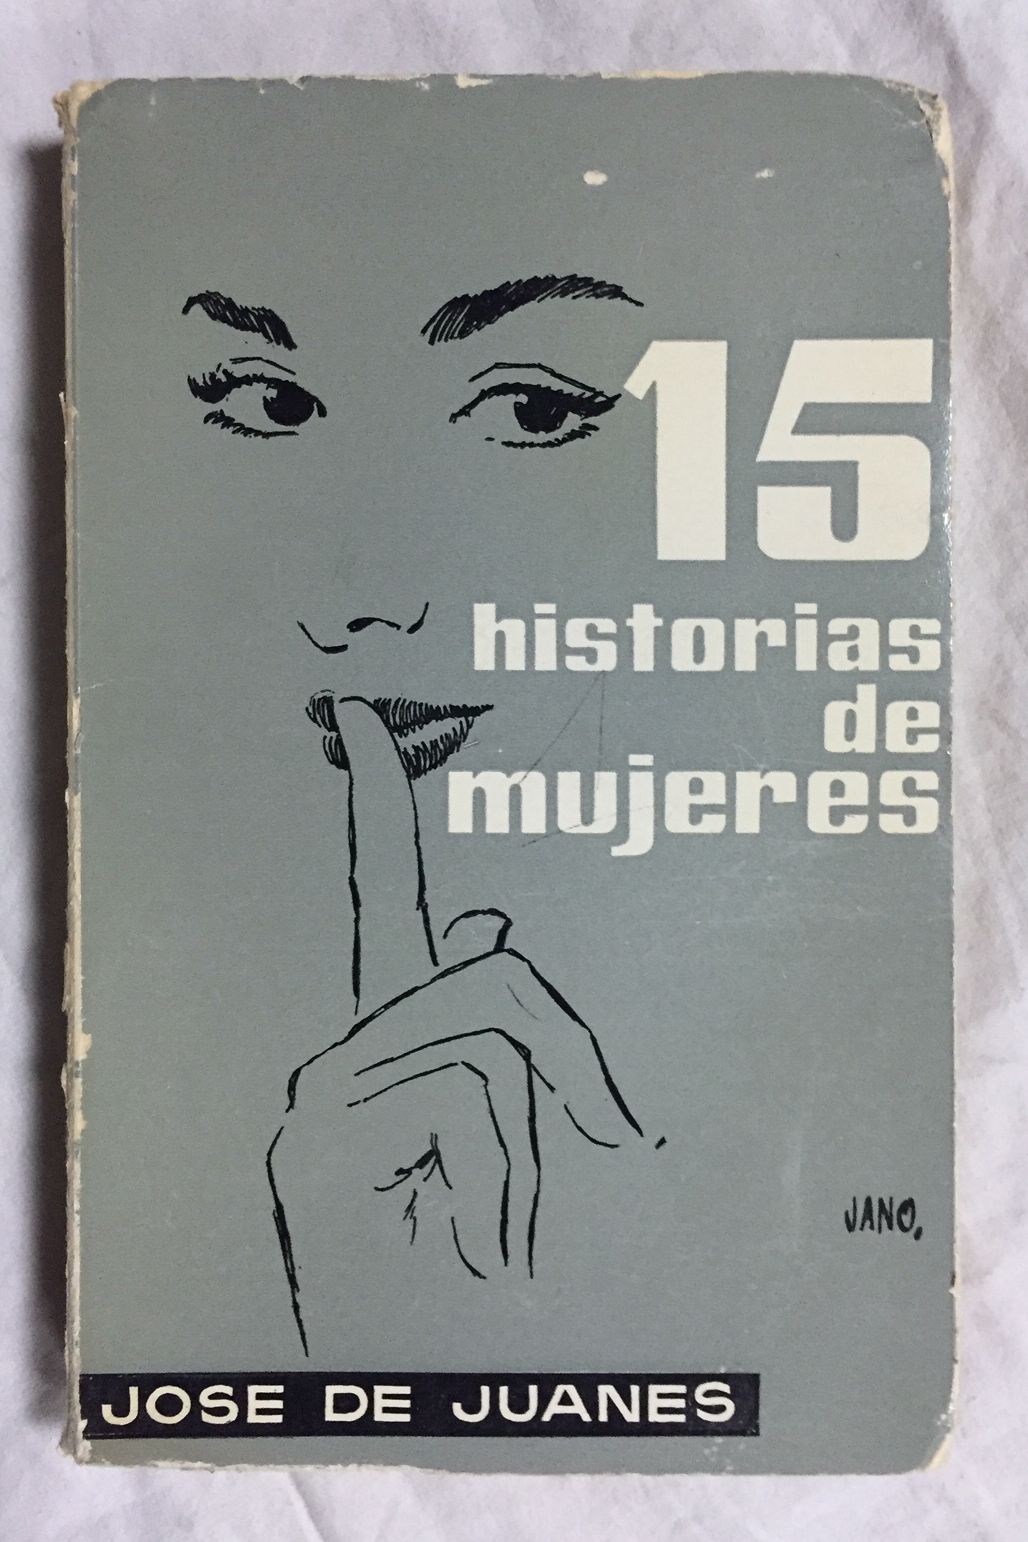 15
historias
de
mujeres
JANO.
JOSE DE JUANES